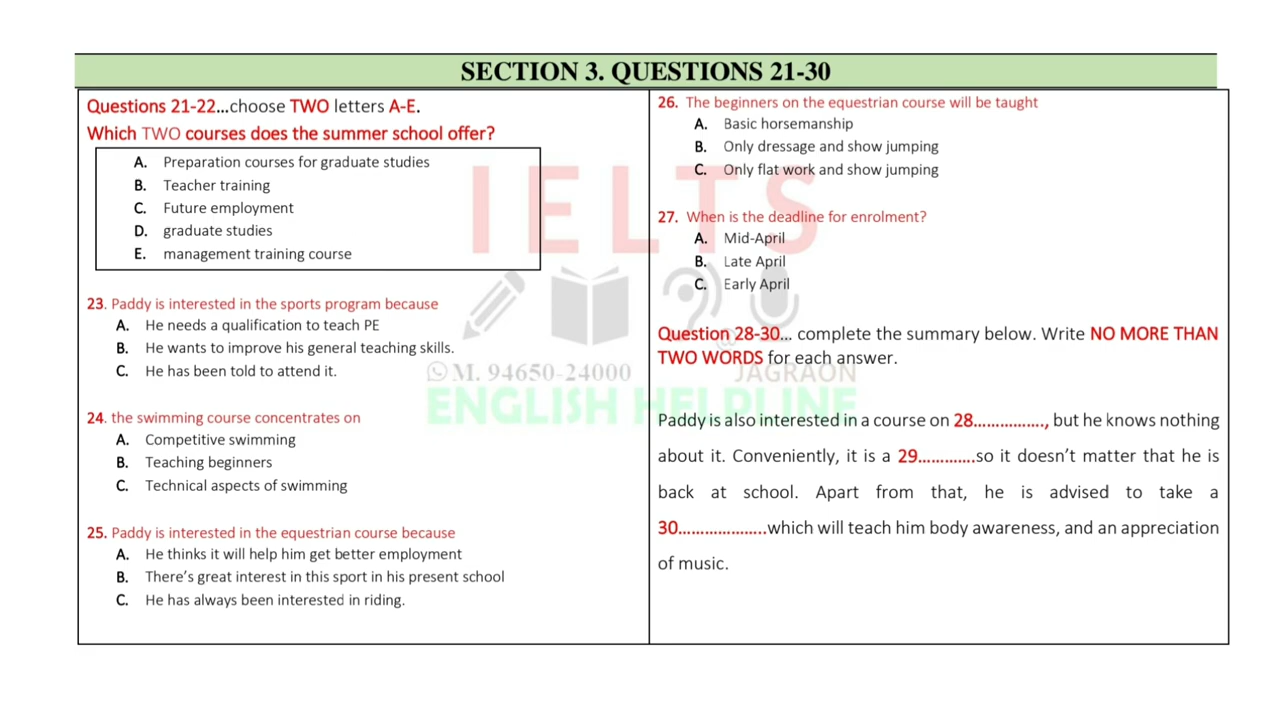 SECTION 3. QUESTIONS 21-30
Questions 21-22...choose TWO letters A-E.
Which TWO courses does the summer school offer?
A. Preparation courses for graduate studies
B. Teacher training
C. Future employment
D. graduate studies
E. management training course
23. Paddy is interested in the sports program because
A. He needs a qualification to teach PE
B. He wants to improve his general teaching skills.
C. He has been told to attend it.
24. the swimming course concentrates on
A. Competitive swimming
B. Teaching beginners
C. Technical aspects of swimming
25. Paddy is interested in the equestrian course because
A. He thinks it will help him get better employment
B. There's great interest in this sport in his present school
C. He has always been interested in riding.
26. The beginners on the equestrian course will be taught
A. Basic horsemanship
B. Only dressage and show jumping
C. Only flat work and show jumping
27. When is the deadline for enrolment?
A. Mid-April
B. Late April
C. Early April
Question 28-30... complete the summary below. Write NO MORE THAN
TWO WORDS for each answer.
Paddy is also interested in a course on 28................, but he knows nothing
about it. Conveniently, it is a 29.............so it doesn't matter that he is
back at school. Apart from that, he is advised to take a
30....................which will teach him body awareness, and an appreciation
of music.
IELTS
@
M. 94650-24000 JAGRAON
ENGLISH HELPLINE